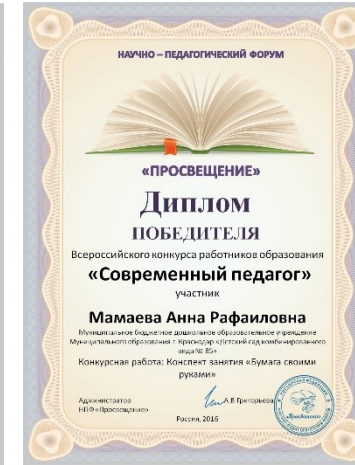 НАУЧНО – ПЕДАГОГИЧЕСКИЙ ФОРУМ
«ПРОСВЕЩЕНИЕ»
Диплом
ПОБЕДИТЕЛЯ
Всероссийского конкурса работников образования
«Современный педагог»
участник
Мамаева Анна Рафаиловна
Муниципальное бюджетное дошкольное образовательное учреждение
Муниципального образования г. Краснодар «Детский сад комбинированного
вида № 85»
Конкурсная работа: Конспект занятия «Бумага своими
руками»
Администратор А.В Григорьева
НПФ «Просвещение»
Россия, 2016